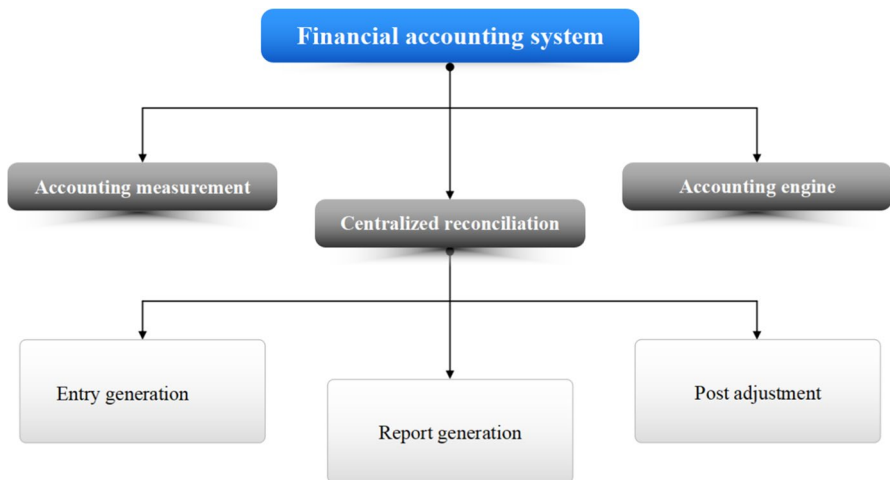 Financial accounting system
Accounting measurement
Centralized reconciliation
Accounting engine
Entry generation
Report generation
Post adjustment